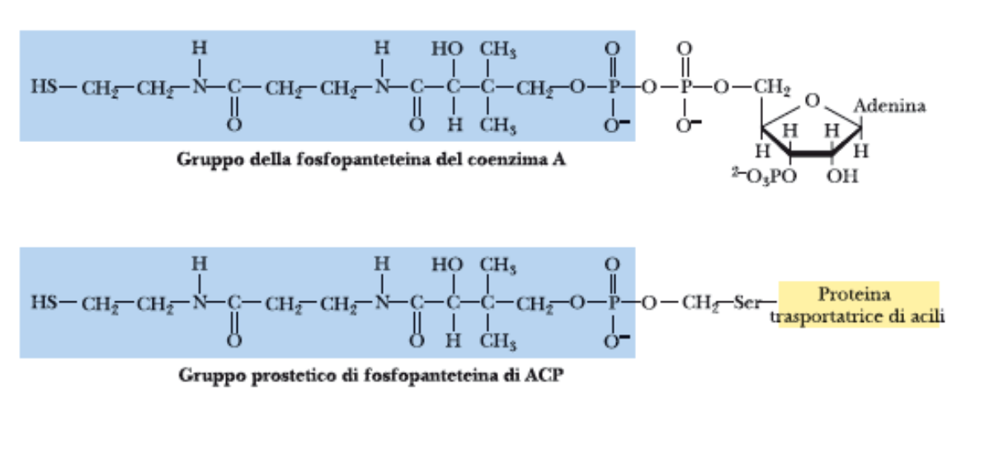 H H HO CH₃ O O
HS—CH₂—CH₂—N—C—CH₂—CH₂—N—C—C—C—CH₂—O—P—O—P—O—CH₂
O Adenina
O O H CH₃ O⁻ O⁻ H H
H H
²⁻O₃PO OH
Gruppo della fosfopanteteina del coenzima A
H H HO CH₃ O
HS—CH₂—CH₂—N—C—CH₂—CH₂—N—C—C—C—CH₂—O—P—O—CH₂—Ser—
O O H CH₃ O⁻
Proteina
trasportatrice di acili
Gruppo prostetico di fosfopanteteina di ACP